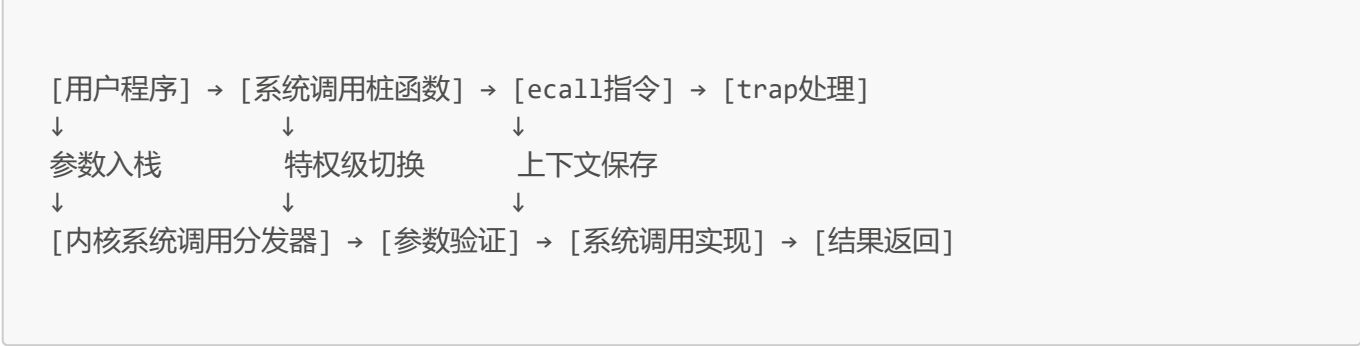 [用户程序] → [系统调用桩函数] → [ecall指令] → [trap处理]
↓ ↓ ↓
参数入栈 特权级切换 上下文保存
↓ ↓ ↓
[内核系统调用分发器] → [参数验证] → [系统调用实现] → [结果返回]